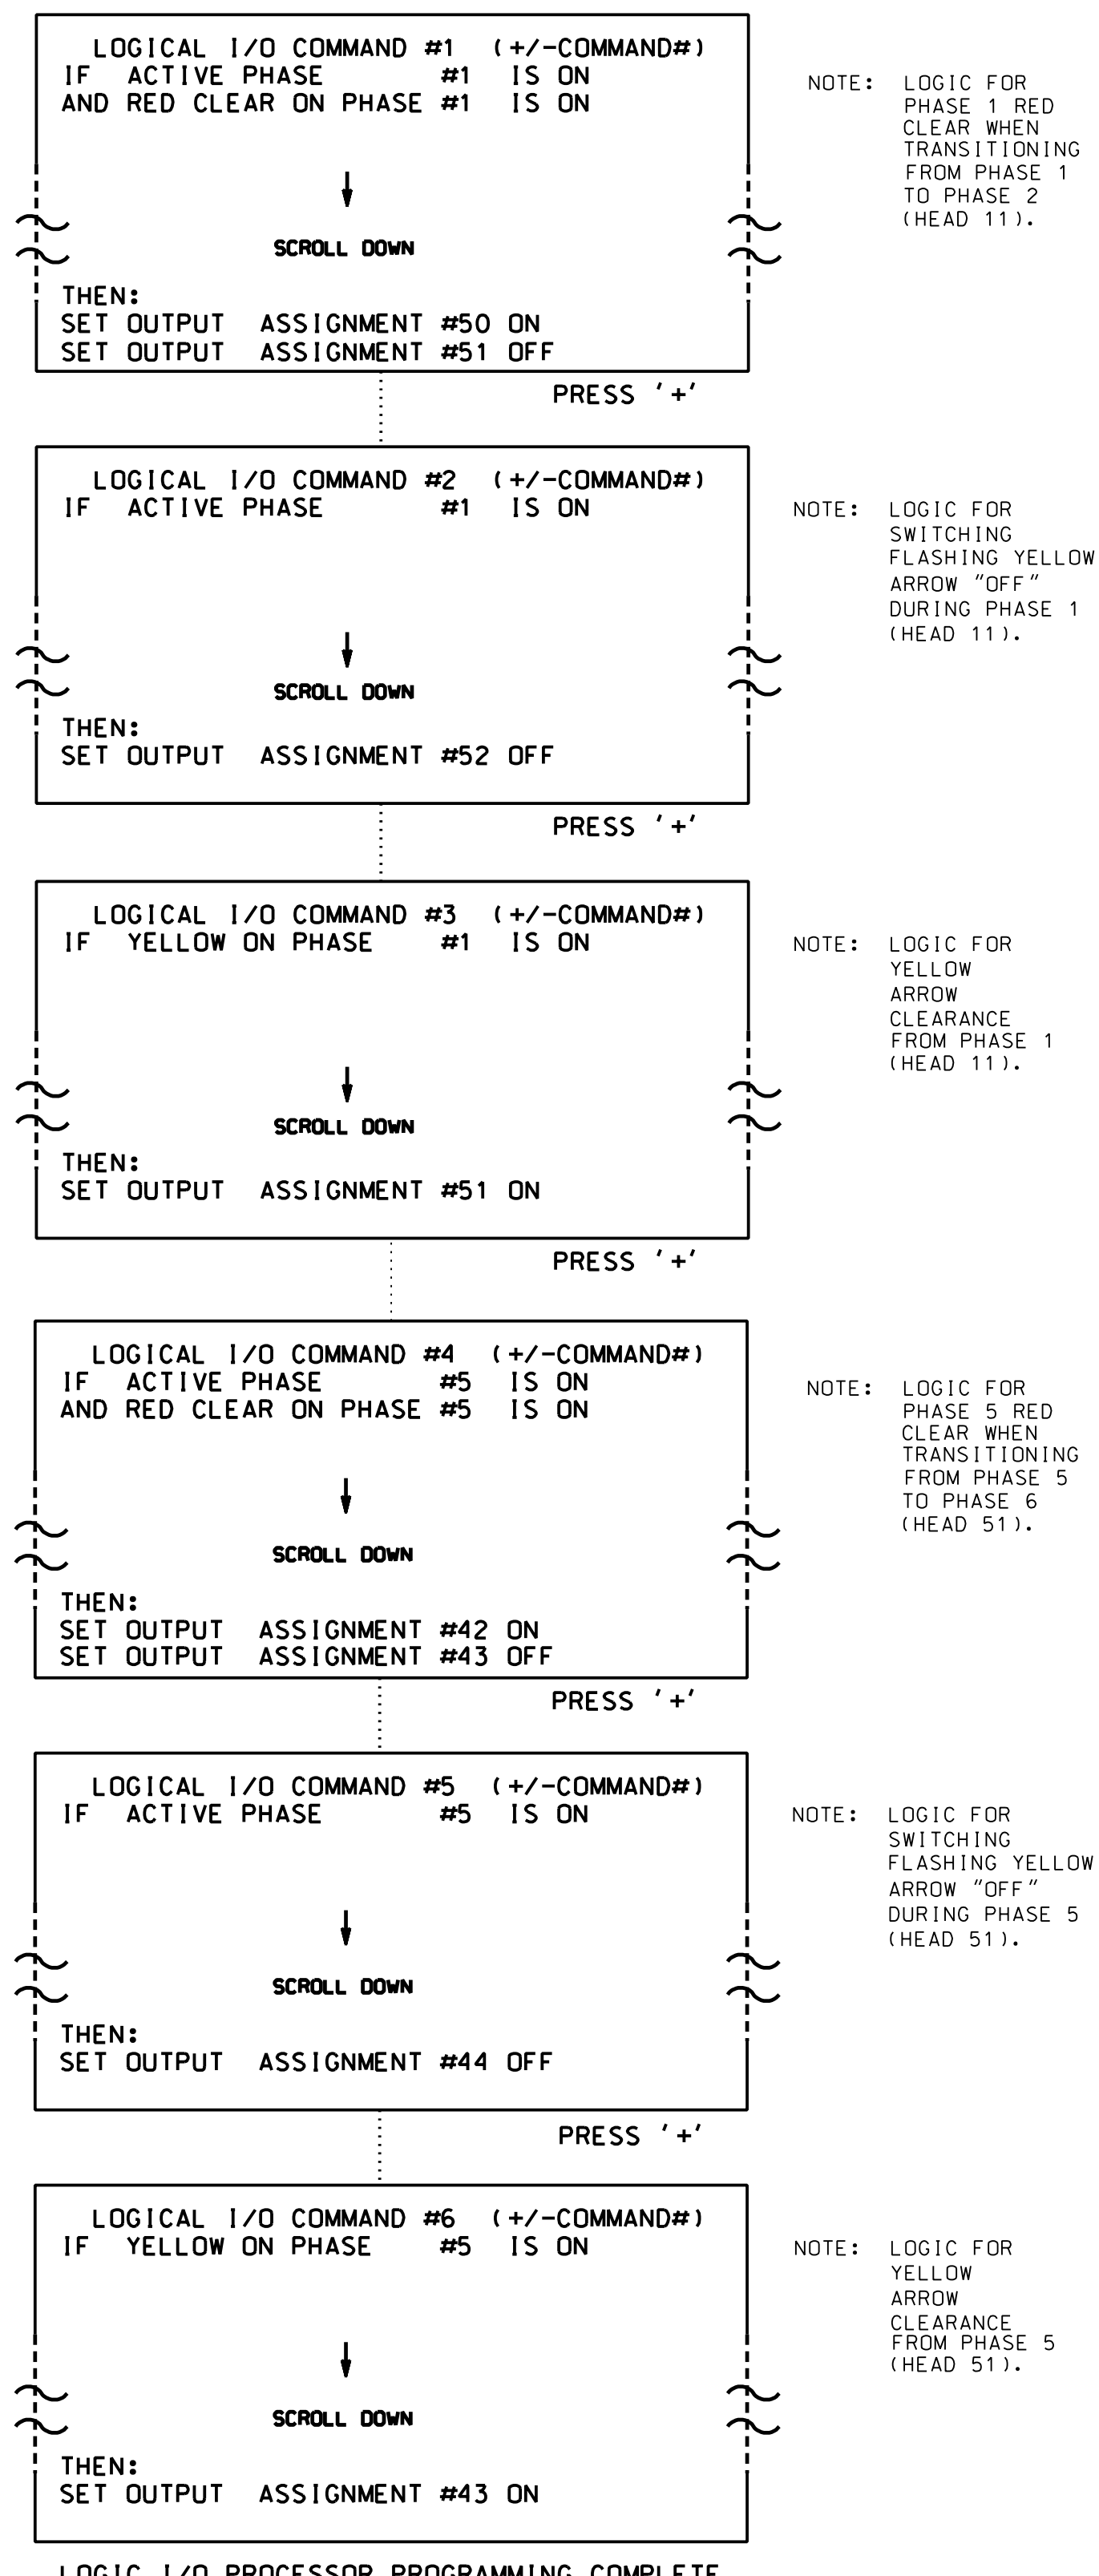 LOGICAL I/O COMMAND #1 (+/-COMMAND#)
IF ACTIVE PHASE #1 IS ON
AND RED CLEAR ON PHASE #1 IS ON
SCROLL DOWN
THEN:
SET OUTPUT ASSIGNMENT #50 ON
SET OUTPUT ASSIGNMENT #51 OFF
NOTE: LOGIC FOR
PHASE 1 RED
CLEAR WHEN
TRANSITIONING
FROM PHASE 1
TO PHASE 2
(HEAD 11).
PRESS '+'
LOGICAL I/O COMMAND #2 (+/-COMMAND#)
IF ACTIVE PHASE #1 IS ON
SCROLL DOWN
THEN:
SET OUTPUT ASSIGNMENT #52 OFF
NOTE: LOGIC FOR
SWITCHING
FLASHING YELLOW
ARROW "OFF"
DURING PHASE 1
(HEAD 11).
PRESS '+'
LOGICAL I/O COMMAND #3 (+/-COMMAND#)
IF YELLOW ON PHASE #1 IS ON
SCROLL DOWN
THEN:
SET OUTPUT ASSIGNMENT #51 ON
NOTE: LOGIC FOR
YELLOW
ARROW
CLEARANCE
FROM PHASE 1
(HEAD 11).
PRESS '+'
LOGICAL I/O COMMAND #4 (+/-COMMAND#)
IF ACTIVE PHASE #5 IS ON
AND RED CLEAR ON PHASE #5 IS ON
SCROLL DOWN
THEN:
SET OUTPUT ASSIGNMENT #42 ON
SET OUTPUT ASSIGNMENT #43 OFF
NOTE: LOGIC FOR
PHASE 5 RED
CLEAR WHEN
TRANSITIONING
FROM PHASE 5
TO PHASE 6
(HEAD 51).
PRESS '+'
LOGICAL I/O COMMAND #5 (+/-COMMAND#)
IF ACTIVE PHASE #5 IS ON
SCROLL DOWN
THEN:
SET OUTPUT ASSIGNMENT #44 OFF
NOTE: LOGIC FOR
SWITCHING
FLASHING YELLOW
ARROW "OFF"
DURING PHASE 5
(HEAD 51).
PRESS '+'
LOGICAL I/O COMMAND #6 (+/-COMMAND#)
IF YELLOW ON PHASE #5 IS ON
SCROLL DOWN
THEN:
SET OUTPUT ASSIGNMENT #43 ON
NOTE: LOGIC FOR
YELLOW
ARROW
CLEARANCE
FROM PHASE 5
(HEAD 51).
LOGIC I/O PROCESSOR PROGRAMMING COMPLETE